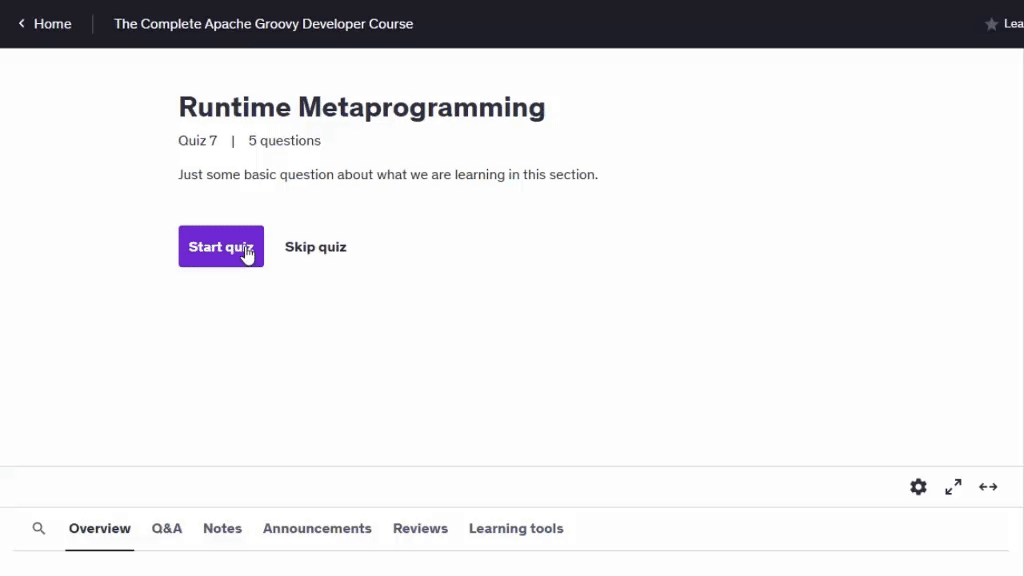 Home The Complete Apache Groovy Developer Course Lea
Runtime Metaprogramming
Quiz 7 | 5 questions
Just some basic question about what we are learning in this section.
Start quiz Skip quiz
Overview Q&A Notes Announcements Reviews Learning tools